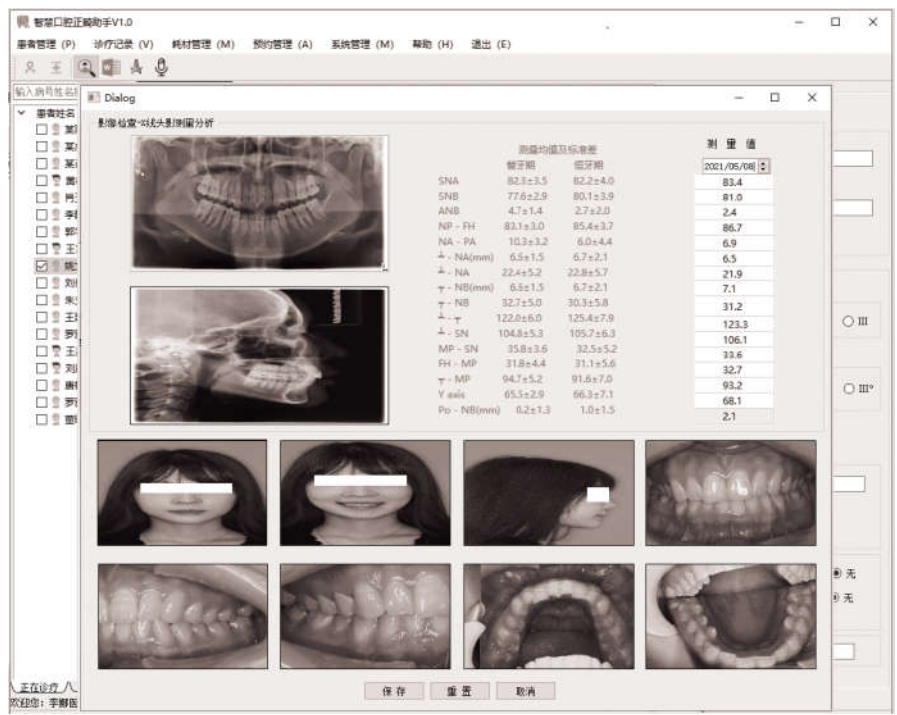 智慧口腔正畸助手V1.0
患者管理 (P) 诊疗记录 (V) 耗材管理 (M) 预约管理 (A) 系统管理 (M) 帮助 (H) 退出 (E)
输入病号姓名
患者姓名
Dialog
影像检查-X线头影测量分析
测量均值及标准差 测 量 值
替牙期 恒牙期 2021/05/08
SNA 82.3±3.5 82.2±4.0 83.4
SNB 77.6±2.9 80.1±3.9 81.0
ANB 4.7±1.4 2.7±2.0 2.4
NP - FH 83.1±3.0 85.4±3.7 86.7
NA - PA 10.3±3.2 6.0±4.4 6.9
┴ - NA(mm) 6.5±1.5 6.7±2.1 6.5
┴ - NA 22.4±5.2 22.8±5.7 21.9
┬ - NB(mm) 6.5±1.5 6.7±2.1 7.1
┬ - NB 32.7±5.0 30.3±5.8 31.2
┴ - ┬ 122.0±6.0 125.4±7.9 123.3
┴ - SN 104.8±5.3 105.7±6.3 106.1
MP - SN 35.8±3.6 32.5±5.2 33.6
FH - MP 31.8±4.4 31.1±5.6 32.7
┬ - MP 94.7±5.2 91.6±7.0 93.2
Y axis 65.5±2.9 66.3±7.1 68.1
Po - NB(mm) 0.2±1.3 1.0±1.5 2.1
III
III°
无
无
保存 重置 取消
正在诊疗
欢迎您: 李娜医